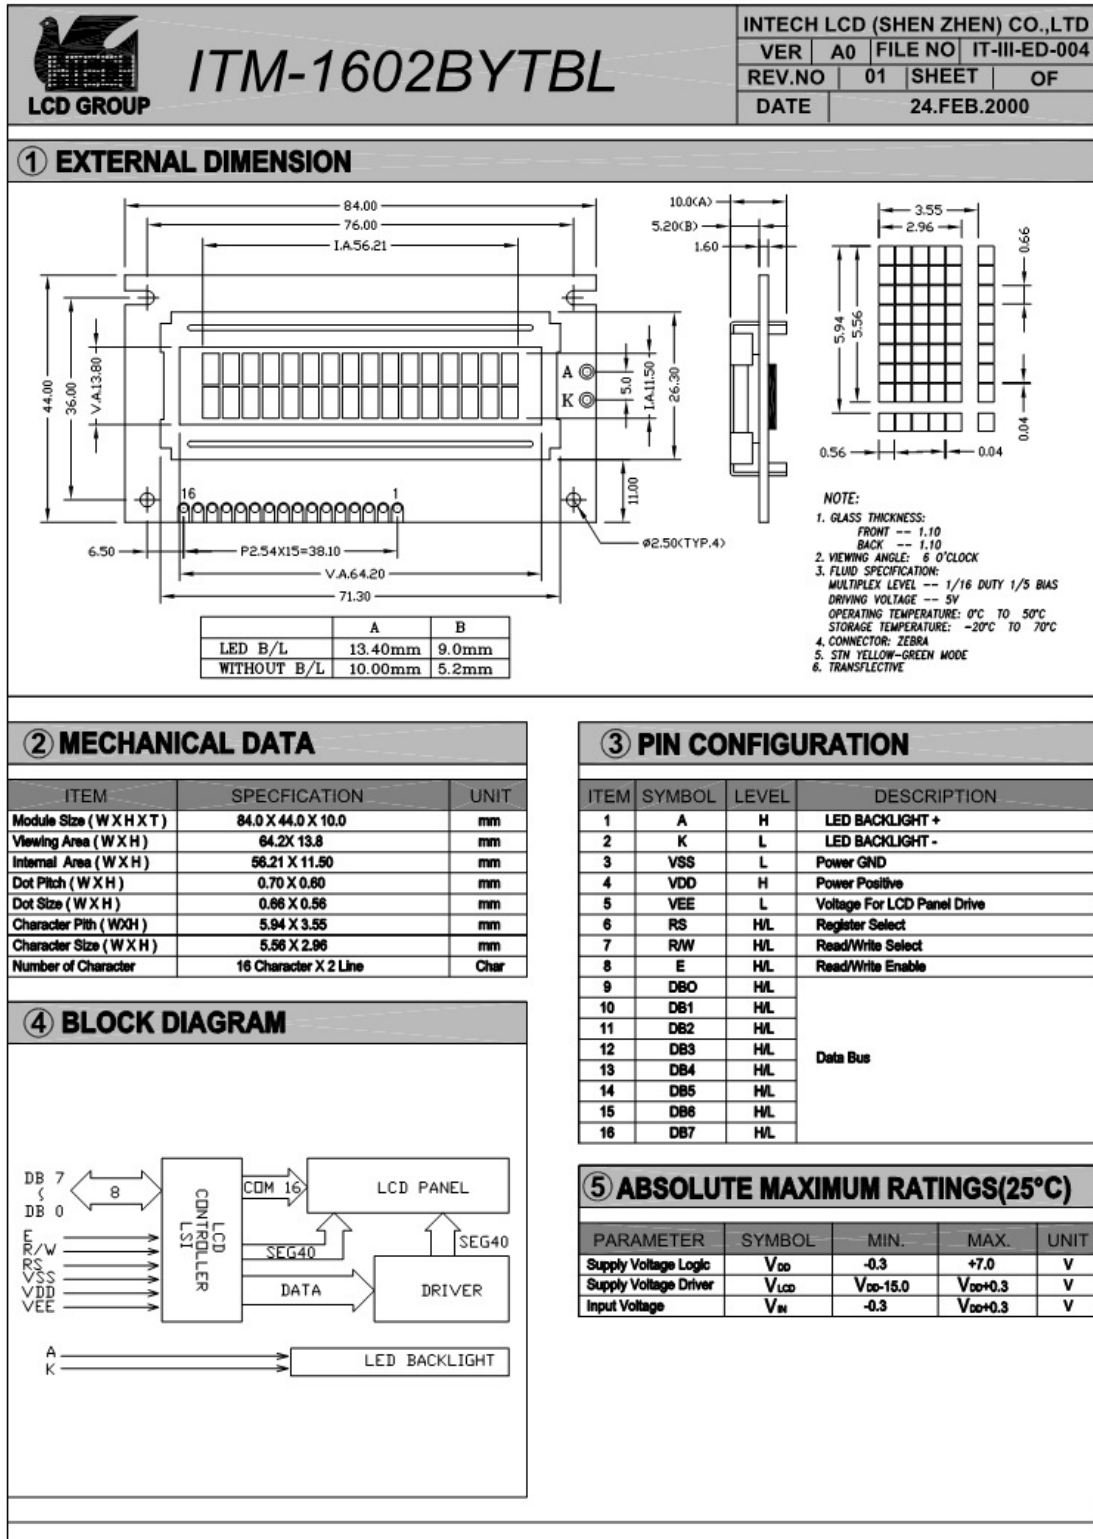 INTECH LCD (SHEN ZHEN) CO.,LTD
VER A0 FILE NO IT-III-ED-004
REV.NO 01 SHEET OF
DATE 24.FEB.2000
LCD GROUP
ITM-1602BYTBL
① EXTERNAL DIMENSION
84.00
76.00
I.A.56.21
44.00
36.00
V.A.13.80
A
K
5.0
I.A.11.50
26.30
11.00
16 1
6.50
P2.54X15=38.10
V.A.64.20
71.30
ø2.50(TYP.4)
10.0(A)
5.20(B)
1.60
3.55
2.96
0.66
5.94
5.56
0.04
0.56
0.04
A B
LED B/L 13.40mm 9.0mm
WITHOUT B/L 10.00mm 5.2mm
NOTE:
1. GLASS THICKNESS:
FRONT -- 1.10
BACK -- 1.10
2. VIEWING ANGLE: 6 O'CLOCK
3. FLUID SPECIFICATION:
MULTIPLEX LEVEL -- 1/16 DUTY 1/5 BIAS
DRIVING VOLTAGE -- 5V
OPERATING TEMPERATURE: 0°C TO 50°C
STORAGE TEMPERATURE: -20°C TO 70°C
4. CONNECTOR: ZEBRA
5. STN YELLOW-GREEN MODE
6. TRANSFLECTIVE
② MECHANICAL DATA
ITEM SPECFICATION UNIT
Module Size ( W X H X T ) 84.0 X 44.0 X 10.0 mm
Viewing Area ( W X H ) 64.2X 13.8 mm
Internal Area ( W X H ) 56.21 X 11.50 mm
Dot Pitch ( W X H ) 0.70 X 0.60 mm
Dot Size ( W X H ) 0.66 X 0.56 mm
Character Pith ( WXH ) 5.94 X 3.55 mm
Character Size ( W X H ) 5.56 X 2.96 mm
Number of Character 16 Character X 2 Line Char
③ PIN CONFIGURATION
ITEM SYMBOL LEVEL DESCRIPTION
1 A H LED BACKLIGHT +
2 K L LED BACKLIGHT -
3 VSS L Power GND
4 VDD H Power Positive
5 VEE L Voltage For LCD Panel Drive
6 RS H/L Register Select
7 R/W H/L Read/Write Select
8 E H/L Read/Write Enable
9 DBO H/L
10 DB1 H/L
11 DB2 H/L
12 DB3 H/L
Data Bus
13 DB4 H/L
14 DB5 H/L
15 DB6 H/L
16 DB7 H/L
④ BLOCK DIAGRAM
DB 7
DB 0
8
E
R/W
RS
VSS
VDD
VEE
LCD
CONTROLLER
LSI
COM 16
LCD PANEL
SEG40
SEG40
DATA
DRIVER
A
K
LED BACKLIGHT
⑤ ABSOLUTE MAXIMUM RATINGS(25°C)
PARAMETER SYMBOL MIN. MAX. UNIT
Supply Voltage Logic VDD -0.3 +7.0 V
Supply Voltage Driver VLCD VDD-15.0 VDD+0.3 V
Input Voltage VIN -0.3 VDD+0.3 V